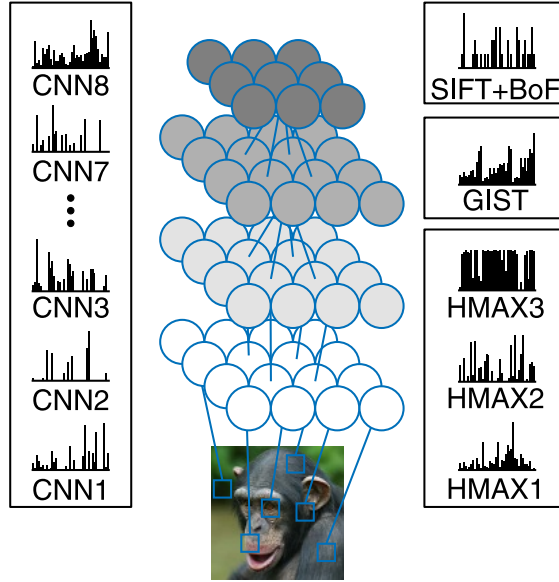 CNN8
CNN7
CNN3
CNN2
CNN1
SIFT+BoF
GIST
HMAX3
HMAX2
HMAX1